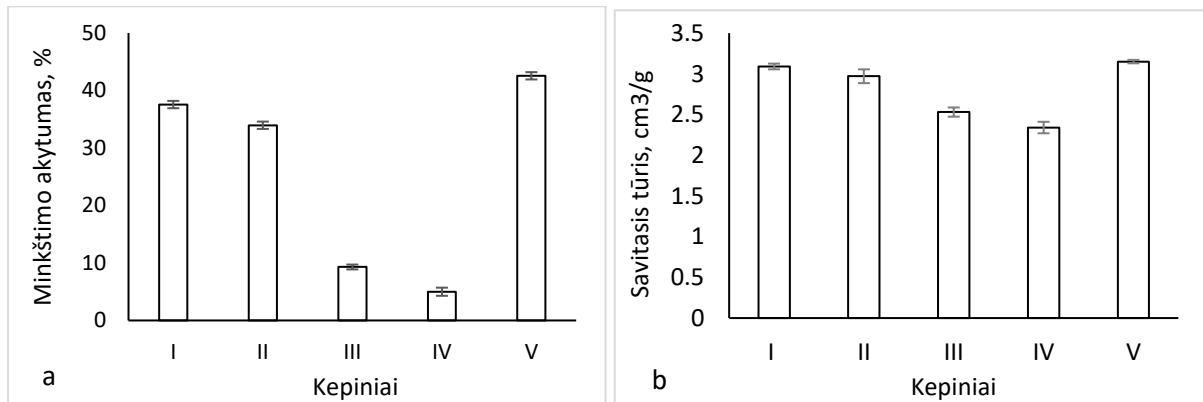 Minkštimo akytumas, %
50
40
30
20
10
0
I II III IV V
Kepiniai
a
Savitasis tūris, cm3/g
3.5
3
2.5
2
1.5
1
0.5
0
I II III IV V
Kepiniai
b